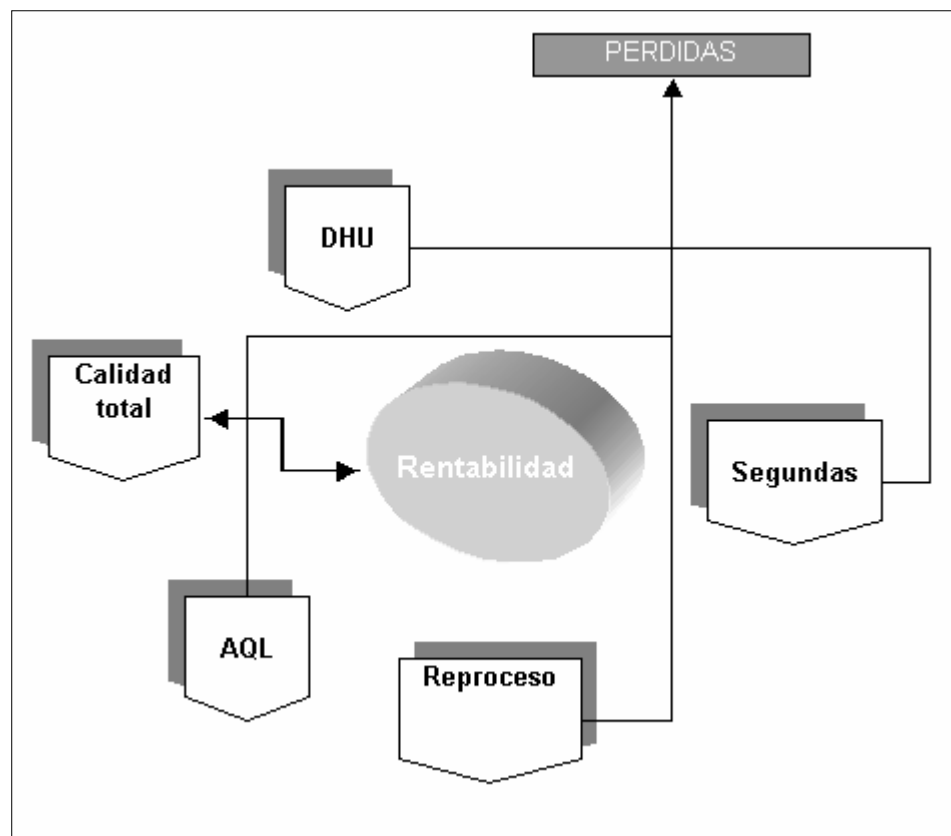 PERDIDAS
DHU
Calidad
total
Rentabilidad
Segundas
AQL
Reproceso